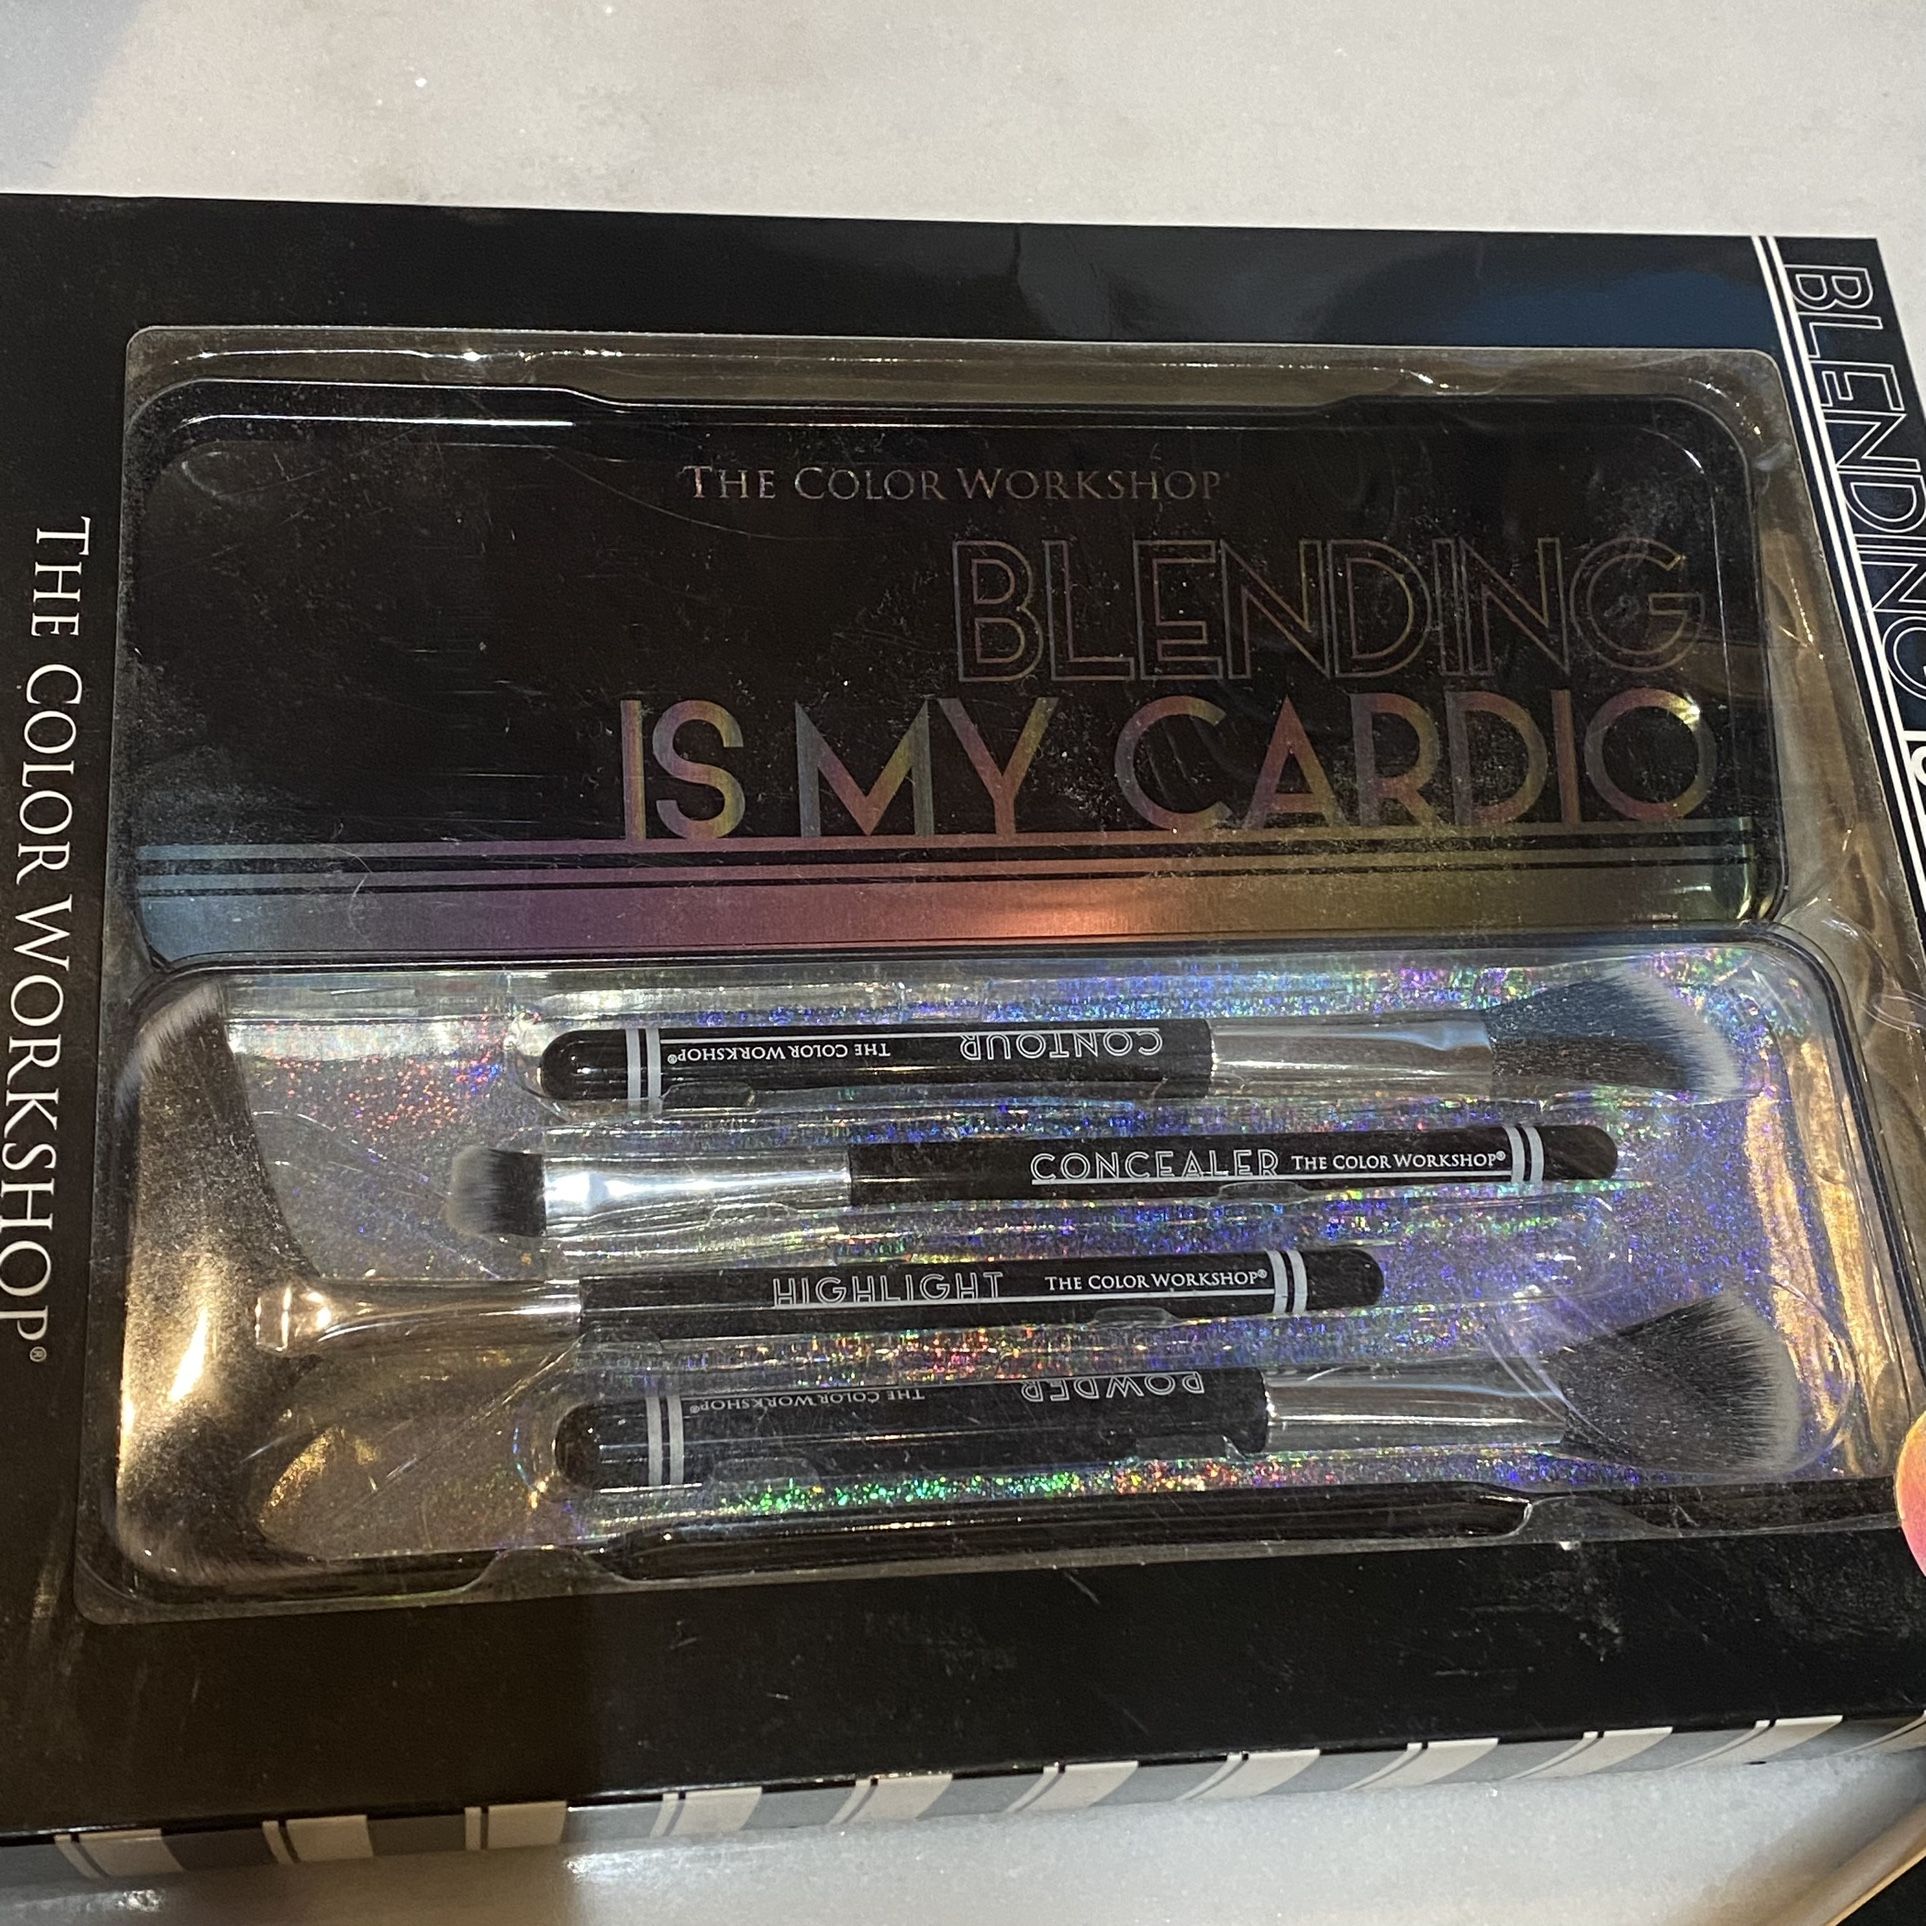 THE COLOR WORKSHOP
BLENDING
IS MY CARDIO
THE COLOR WORKSHOP®
BLENDING
CONTOUR
THE COLOR WORKSHOP®
CONCEALER THE COLOR WORKSHOP®
HIGHLIGHT THE COLOR WORKSHOP®
POWDER
THE COLOR WORKSHOP®